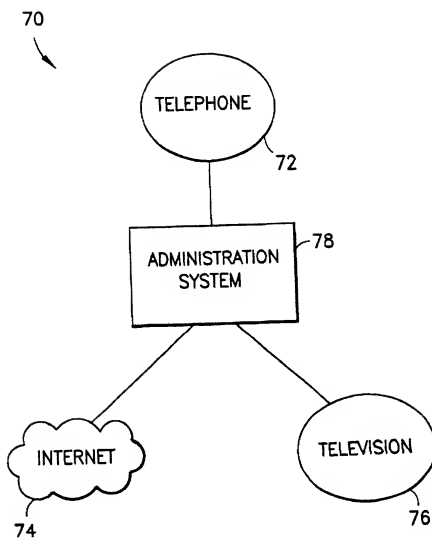 70
TELEPHONE
72
78
ADMINISTRATION
SYSTEM
INTERNET
TELEVISION
74
76